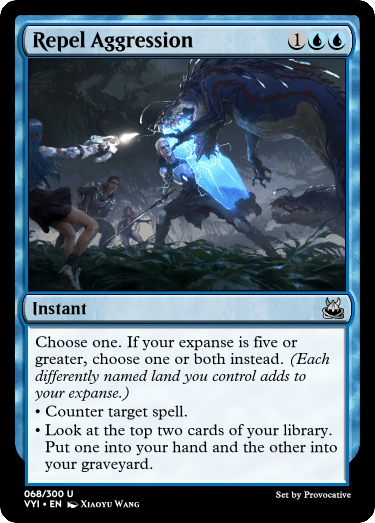 Repel Aggression 1
Instant
Choose one. If your expanse is five or
greater, choose one or both instead. (Each
differently named land you control adds to
your expanse.)
• Counter target spell.
• Look at the top two cards of your library.
Put one into your hand and the other into
your graveyard.
068/300 U
VYI • EN Xiaoyu Wang
Set by Provocative